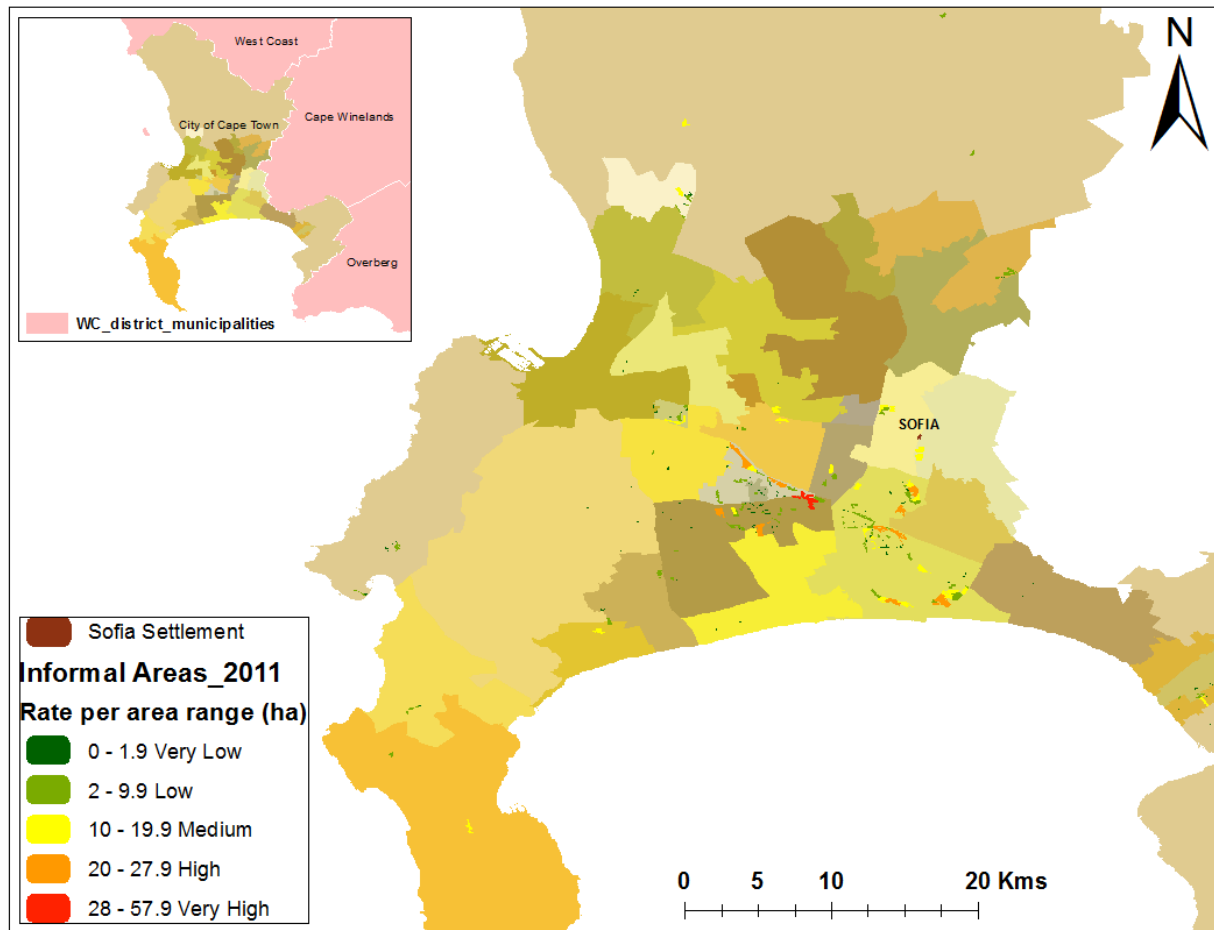 West Coast
City of Cape Town
Cape Winelands
Overberg
WC_district_municipalities
N
SOFIA
Sofia Settlement
Informal Areas_2011
Rate per area range (ha)
0 - 1.9 Very Low
2 - 9.9 Low
10 - 19.9 Medium
20 - 27.9 High
28 - 57.9 Very High
0 5 10 20 Kms